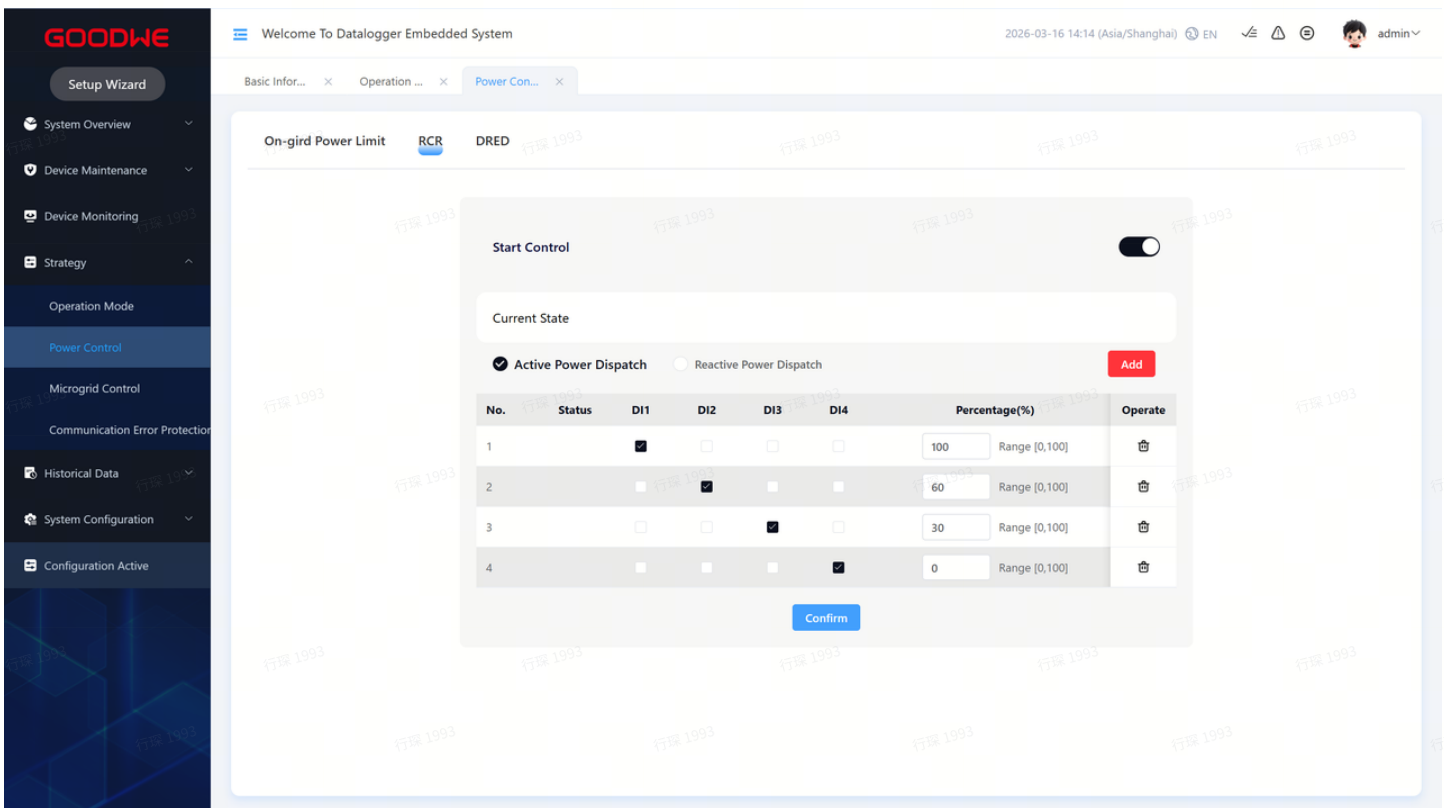 GOODWE
Welcome To Datalogger Embedded System
2026-03-16 14:14 (Asia/Shanghai) EN
admin
Setup Wizard
Basic Infor...
Operation ...
Power Con...
System Overview
Device Maintenance
Device Monitoring
Strategy
Operation Mode
Power Control
Microgrid Control
Communication Error Protection
Historical Data
System Configuration
Configuration Active
On-gird Power Limit RCR DRED
Start Control
Current State
Active Power Dispatch Reactive Power Dispatch Add
No. Status DI1 DI2 DI3 DI4 Percentage(%) Operate
1 100 Range [0,100]
2 60 Range [0,100]
3 30 Range [0,100]
4 0 Range [0,100]
Confirm
行琛 1993